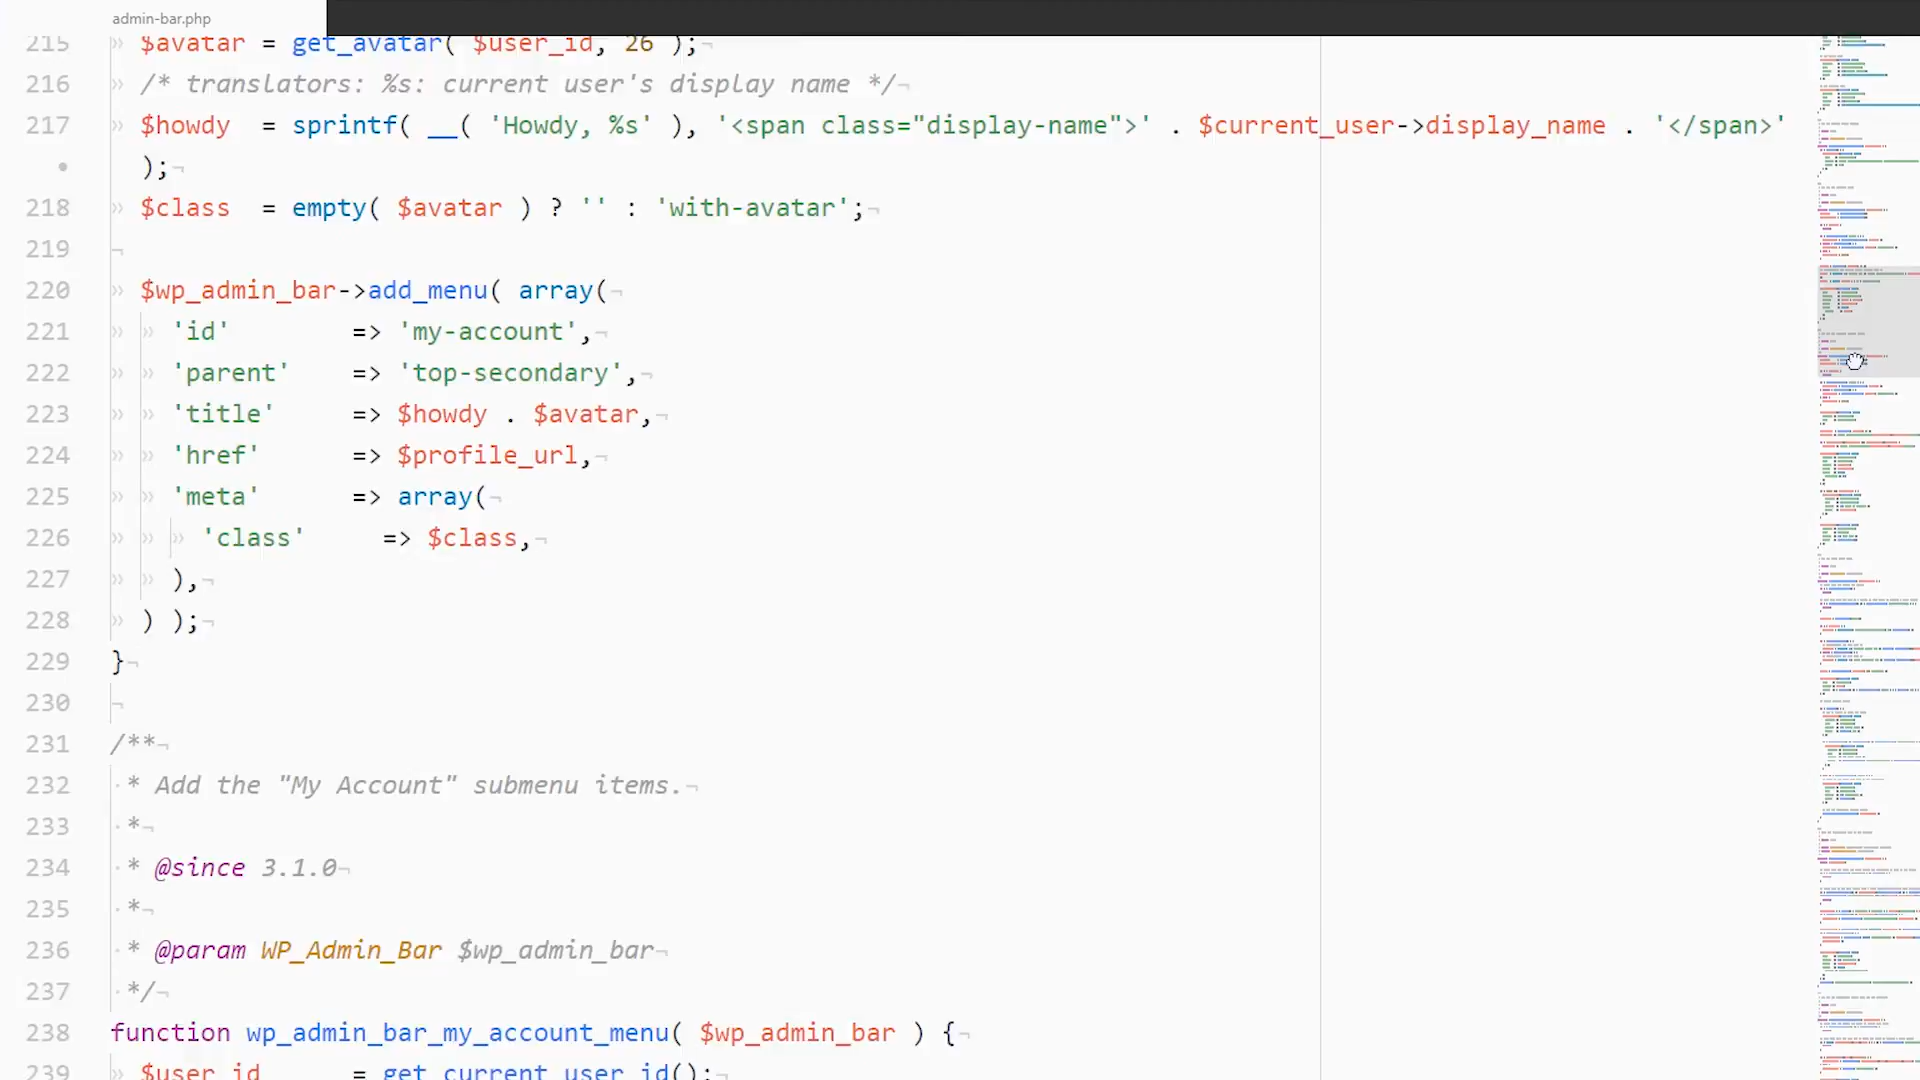 admin-bar.php
215 $avatar = get_avatar( $user_id, 26 );
216 /* translators: %s: current user's display name */
217 $howdy  = sprintf( __( 'Howdy, %s' ), '<span class="display-name">' . $current_user->display_name . '</span>'
);
218 $class  = empty( $avatar ) ? '' : 'with-avatar';
219
220 $wp_admin_bar->add_menu( array(
221 'id'        => 'my-account',
222 'parent'    => 'top-secondary',
223 'title'     => $howdy . $avatar,
224 'href'      => $profile_url,
225 'meta'      => array(
226 'class'     => $class,
227 ),
228 ) );
229 }
230
231 /**
232 * Add the "My Account" submenu items.
233 *
234 * @since 3.1.0
235 *
236 * @param WP_Admin_Bar $wp_admin_bar
237 */
238 function wp_admin_bar_my_account_menu( $wp_admin_bar ) {
239 $user_id      = get_current_user_id();